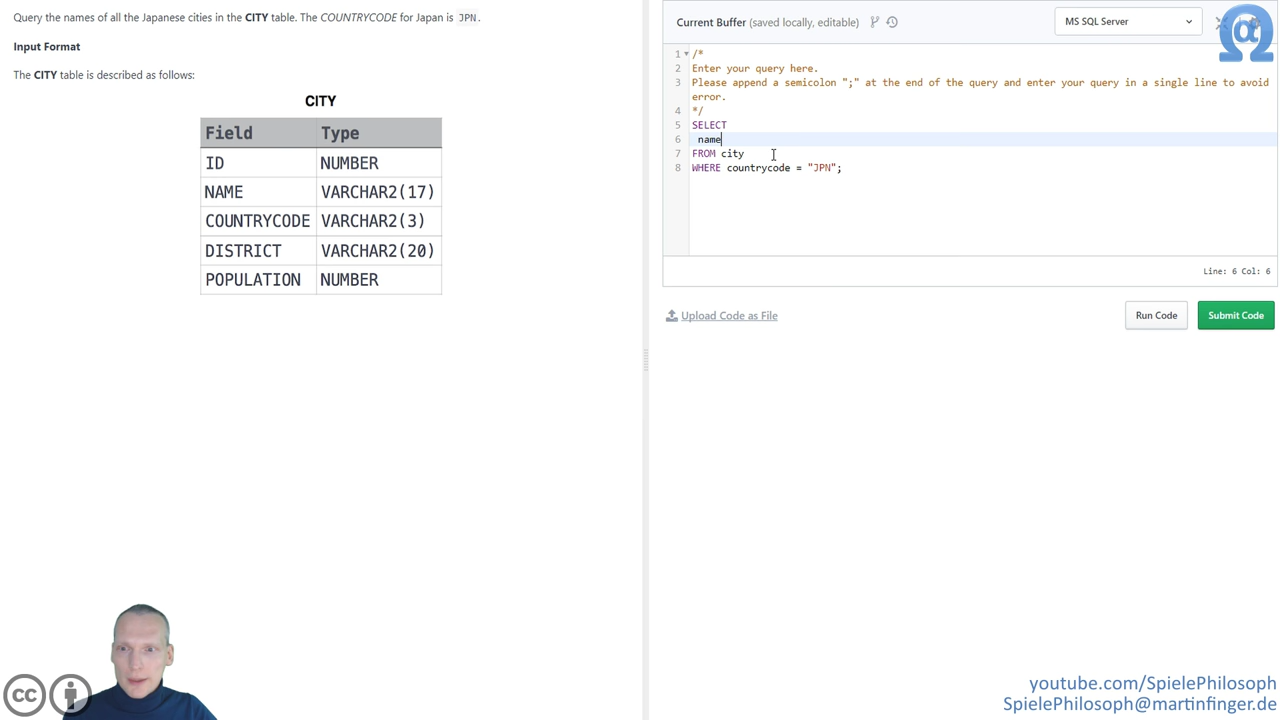 Query the names of all the Japanese cities in the CITY table. The COUNTRYCODE for Japan is JPN.
Input Format
The CITY table is described as follows:
CITY
Field Type
ID NUMBER
NAME VARCHAR2(17)
COUNTRYCODE VARCHAR2(3)
DISTRICT VARCHAR2(20)
POPULATION NUMBER
Current Buffer (saved locally, editable)
MS SQL Server
1 /*
2 Enter your query here.
3 Please append a semicolon ";" at the end of the query and enter your query in a single line to avoid
error.
4 */
5 SELECT
6 name
7 FROM city
8 WHERE countrycode = "JPN";
Line: 6 Col: 6
Upload Code as File
Run Code
Submit Code
cc
youtube.com/SpielePhilosoph
SpielePhilosoph@martinfinger.de